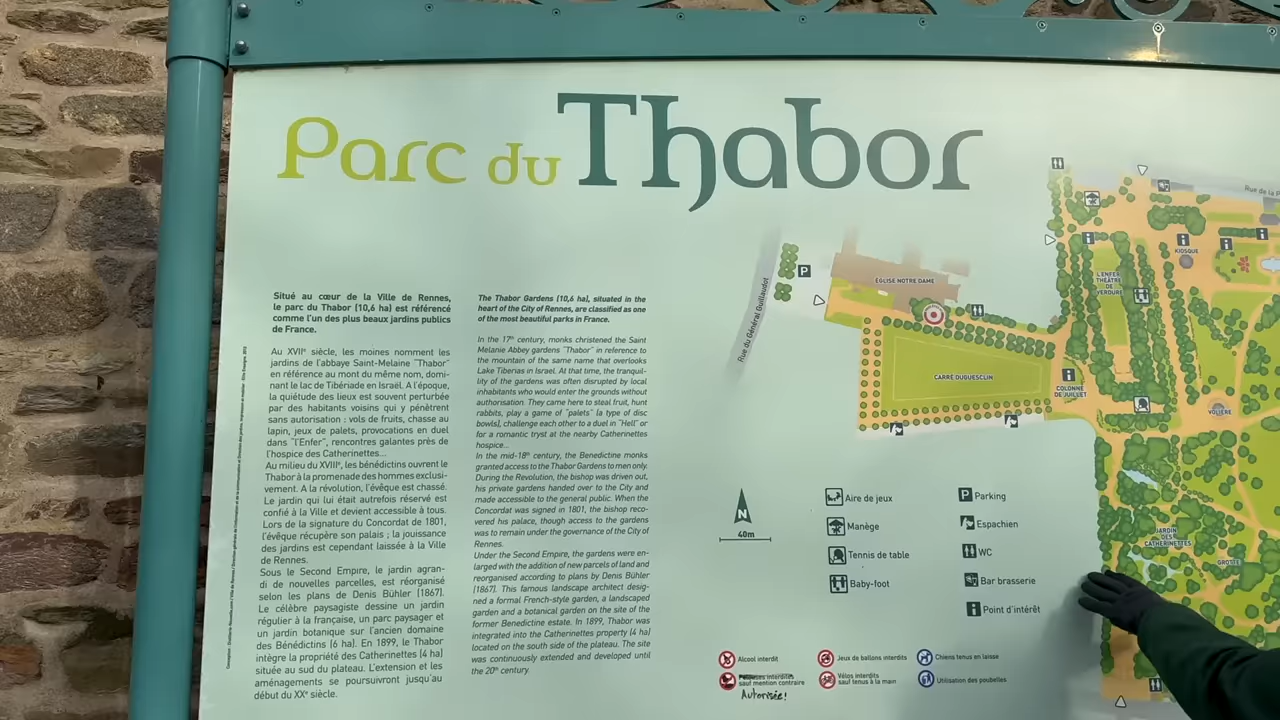 Parc du Thabor
Situé au cœur de la Ville de Rennes,
le parc du Thabor (10,6 ha) est référencé
comme l'un des plus beaux jardins publics
de France.
Au XVIIe siècle, les moines nomment les
jardins de l'abbaye Saint-Melaine "Thabor"
en référence au mont du même nom, domi-
nant le lac de Tibériade en Israël. A l'époque,
la quiétude des lieux est souvent perturbée
par des habitants voisins qui y pénètrent
sans autorisation : vols de fruits, chasse au
lapin, jeux de palets, provocations en duel
dans "l'Enfer", rencontres galantes près de
l'hospice des Catherinettes...
Au milieu du XVIIIe, les bénédictins ouvrent le
Thabor à la promenade des hommes exclusi-
vement. A la révolution, l'évêque est chassé.
Le jardin qui lui était autrefois réservé est
confié à la Ville et devient accessible à tous.
Lors de la signature du Concordat de 1801,
l'évêque récupère son palais ; la jouissance
des jardins est cependant laissée à la Ville
de Rennes.
Sous le Second Empire, le jardin agran-
di de nouvelles parcelles, est réorganisé
selon les plans de Denis Bühler (1867).
Le célèbre paysagiste dessine un jardin
régulier à la française, un parc paysager et
un jardin botanique sur l'ancien domaine
des Bénédictins (6 ha). En 1899, le Thabor
intègre la propriété des Catherinettes (4 ha)
située au sud du plateau. L'extension et les
aménagements se poursuivront jusqu'au
début du XXe siècle.
The Thabor Gardens (10,6 ha), situated in the
heart of the City of Rennes, are classified as one
of the most beautiful parks in France.
In the 17th century, monks christened the Saint
Melanie Abbey gardens "Thabor" in reference to
the mountain of the same name that overlooks
Lake Tiberias in Israel. At that time, the tranquil-
lity of the gardens was often disrupted by local
inhabitants who would enter the grounds without
authorisation. They came here to steal fruit, hunt
rabbits, play a game of "palets" (a type of disc
bowls), challenge each other to a duel in "Hell" or
for a romantic tryst at the nearby Catherinettes
hospice...
In the mid-18th century, the Benedictine monks
granted access to the Thabor Gardens to men only.
During the Revolution, the bishop was driven out,
his private gardens handed over to the City and
made accessible to the general public. When the
Concordat was signed in 1801, the bishop reco-
vered his palace, though access to the gardens
was to remain under the governance of the City of
Rennes.
Under the Second Empire, the gardens were en-
larged with the addition of new parcels of land and
reorganised according to plans by Denis Bühler
(1867). This famous landscape architect desig-
ned a formal French-style garden, a landscaped
garden and a botanical garden on the site of the
former Benedictine estate. In 1899, Thabor was
integrated into the Catherinettes property (4 ha)
located on the south side of the plateau. The site
was continuously extended and developed until
the 20th century.
Rue du Général Guillaudot
P
ÉGLISE NOTRE DAME
CARRÉ DUGUESCLIN
COLONNE
DE JUILLET
L'ENFER
THÉÂTRE
DE
VERDURE
KIOSQUE
VOLIÈRE
JARDIN
DES
CATHERINETTES
GROTTE
N
40m
Aire de jeux
Manège
Tennis de table
Baby-foot
P Parking
Espachien
WC
Bar brasserie
i Point d'intérêt
Alcool interdit
Pelouses interdites
sauf mention contraire
Autorisée!
Jeux de ballons interdits
Vélos interdits
sauf tenus à la main
Chiens tenus en laisse
Utilisation des poubelles